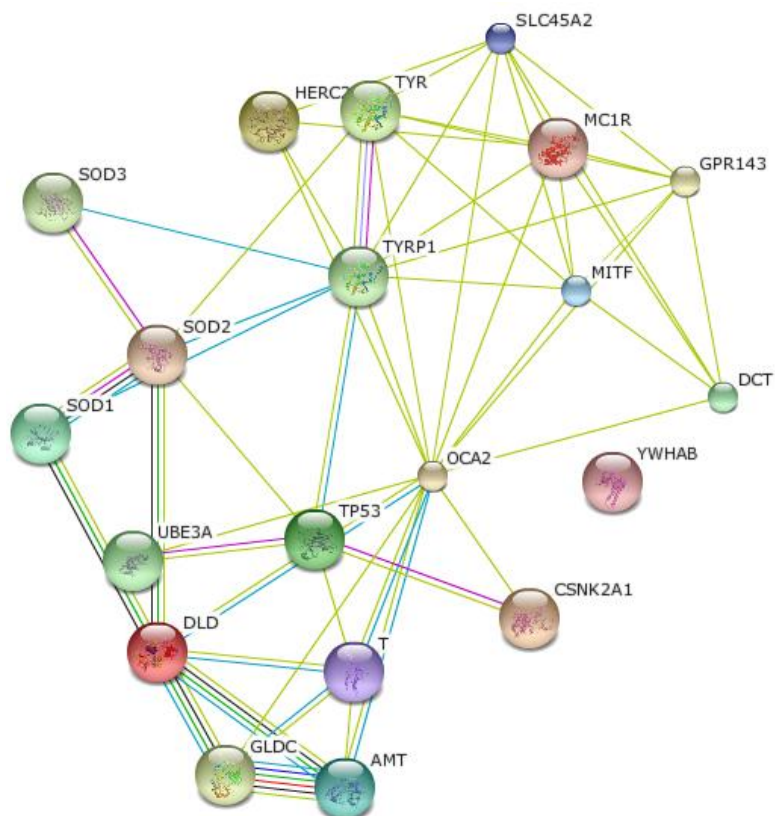 SLC45A2
HERC2
TYR
MC1R
GPR143
SOD3
TYRP1
MITF
SOD2
DCT
SOD1
OCA2
YWHAB
TP53
UBE3A
CSNK2A1
DLD
T
GLDC
AMT